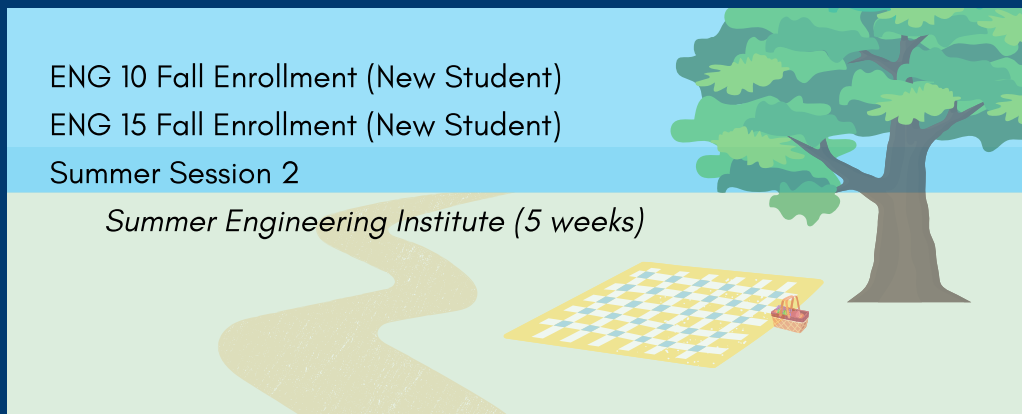 ENG 10 Fall Enrollment (New Student)
ENG 15 Fall Enrollment (New Student)
Summer Session 2
Summer Engineering Institute (5 weeks)